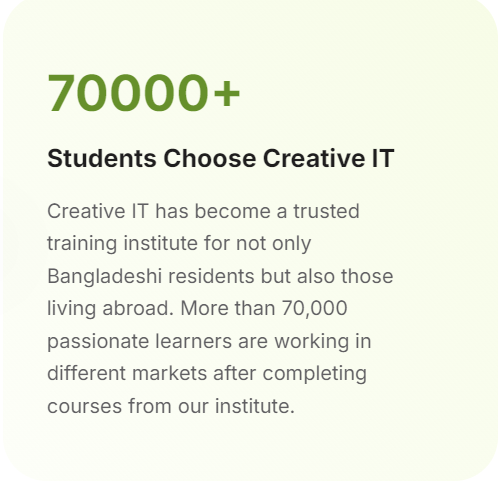 70000+
Students Choose Creative IT
Creative IT has become a trusted
training institute for not only
Bangladeshi residents but also those
living abroad. More than 70,000
passionate learners are working in
different markets after completing
courses from our institute.